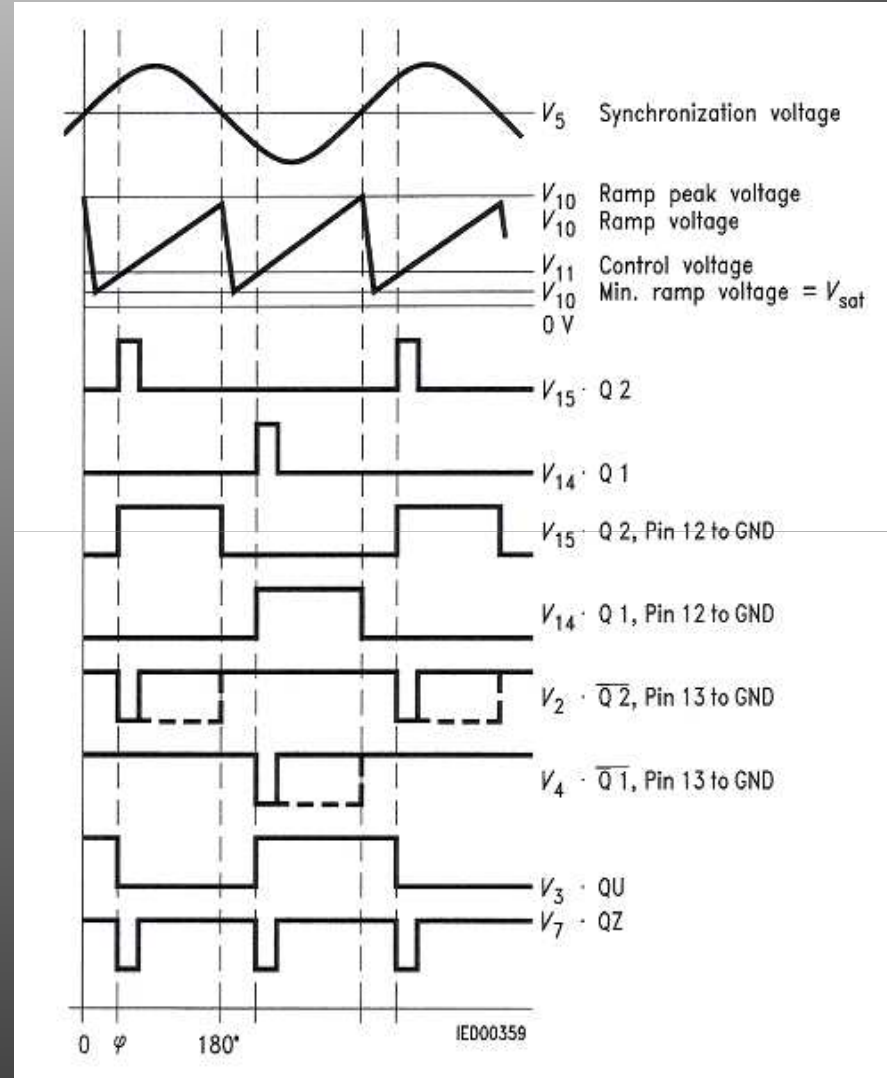 V5 Synchronization voltage
V10 Ramp peak voltage
V10 Ramp voltage
V11 Control voltage
V10 Min. ramp voltage = Vsat
0 V
V15 · Q 2
V14 · Q 1
V15 · Q 2, Pin 12 to GND
V14 · Q 1, Pin 12 to GND
V2 · Q̅ ̅2̅, Pin 13 to GND
V4 · Q̅ ̅1̅, Pin 13 to GND
V3 · QU
V7 · QZ
0 φ 180° IED00359